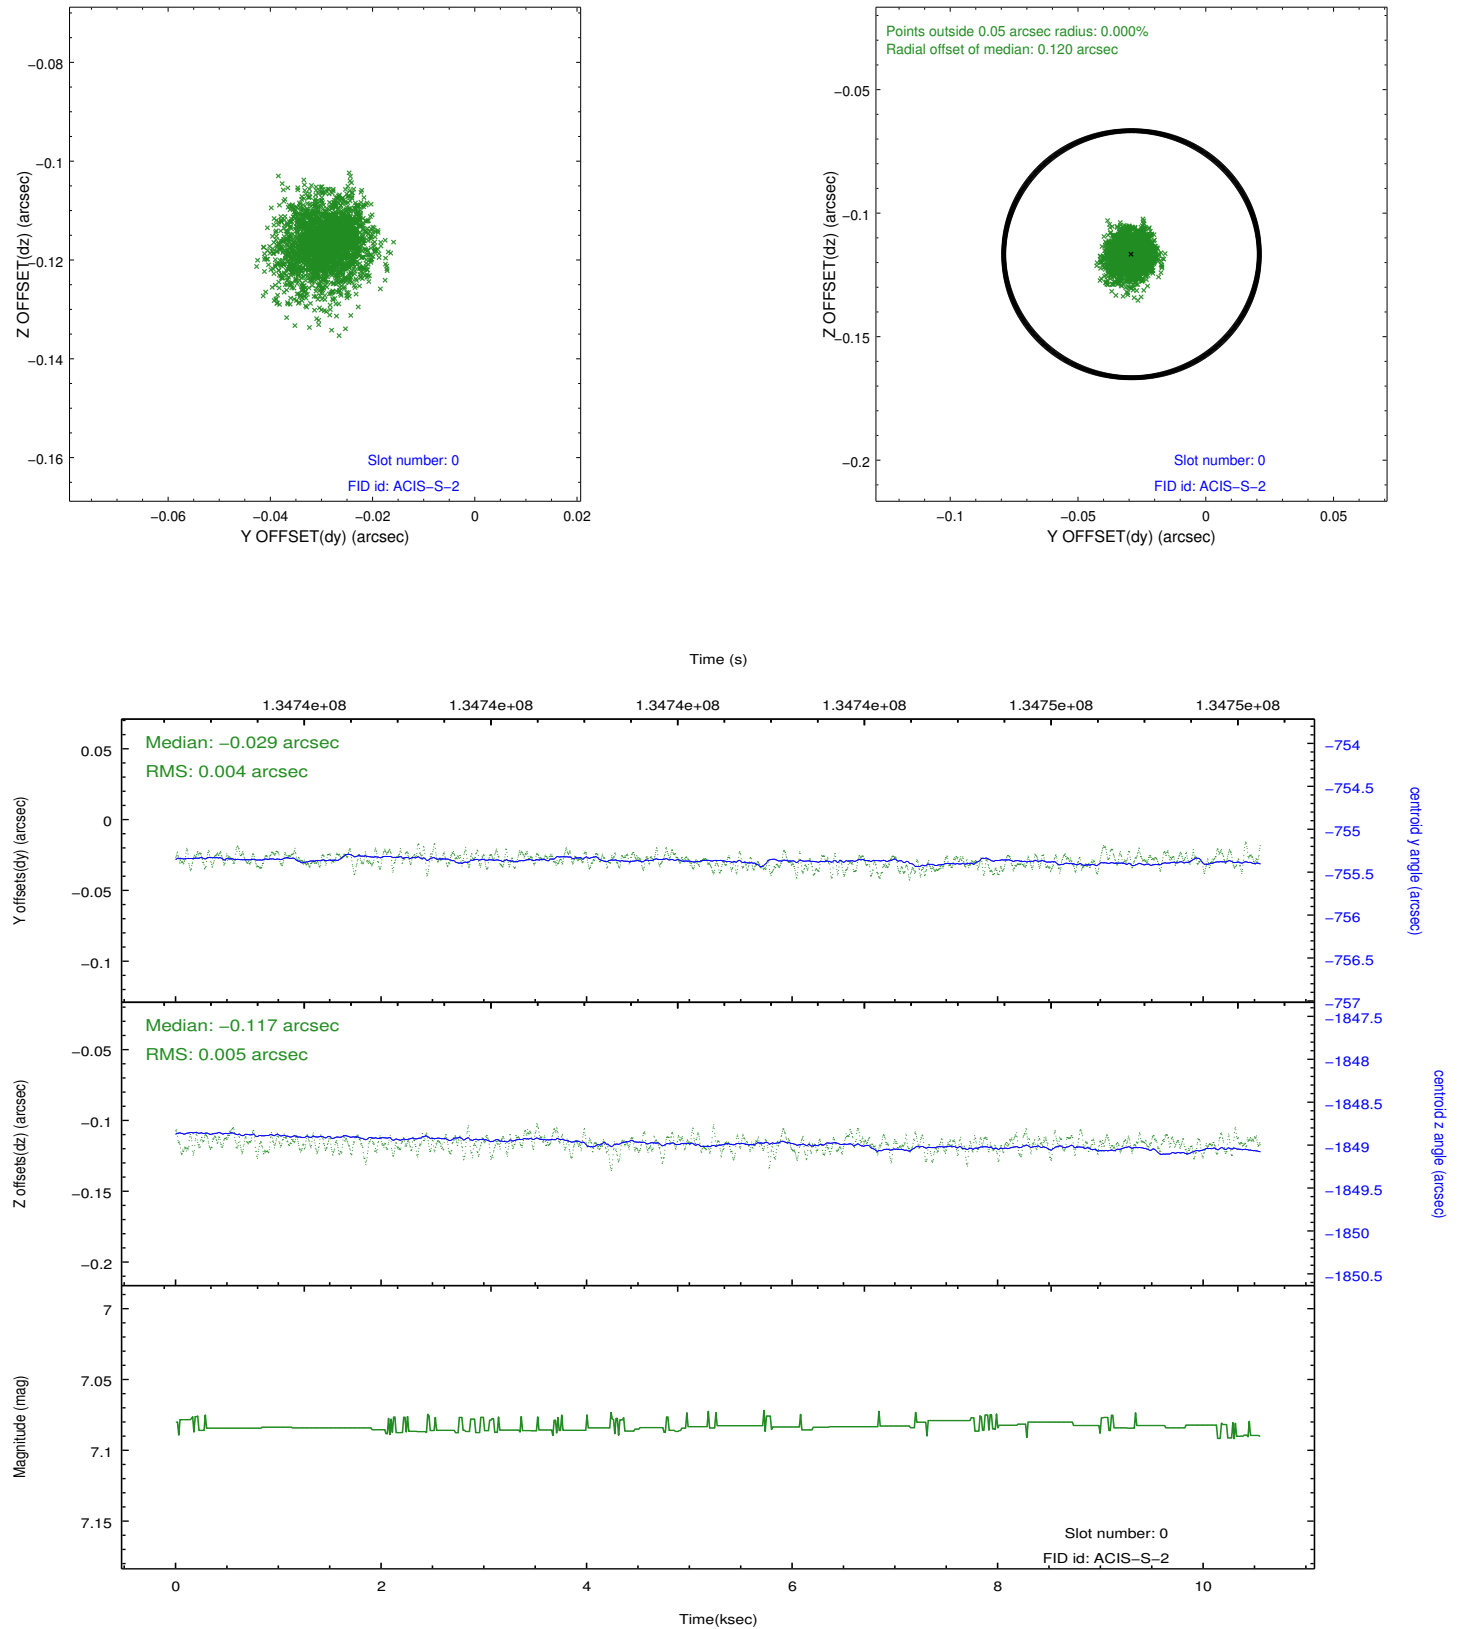 −0.08
−0.1
−0.12
−0.14
−0.16
Z OFFSET(dz) (arcsec)
Slot number: 0
FID id: ACIS−S−2
−0.06
−0.04
−0.02
0
0.02
Y OFFSET(dy) (arcsec)
Points outside 0.05 arcsec radius: 0.000%
Radial offset of median: 0.120 arcsec
−0.05
−0.1
−0.15
−0.2
Z OFFSET(dz) (arcsec)
Slot number: 0
FID id: ACIS−S−2
−0.1
−0.05
0
0.05
Y OFFSET(dy) (arcsec)
Time (s)
1.3474e+08
1.3474e+08
1.3474e+08
1.3474e+08
1.3475e+08
1.3475e+08
Median: −0.029 arcsec
RMS: 0.004 arcsec
0.05
0
−0.05
−0.1
Y offsets(dy) (arcsec)
−754
−754.5
−755
−755.5
−756
−756.5
−757
centroid y angle (arcsec)
Median: −0.117 arcsec
RMS: 0.005 arcsec
−0.05
−0.1
−0.15
−0.2
Z offsets(dz) (arcsec)
−1847.5
−1848
−1848.5
−1849
−1849.5
−1850
−1850.5
centroid z angle (arcsec)
7
7.05
7.1
7.15
Magnitude (mag)
Slot number: 0
FID id: ACIS−S−2
0
2
4
6
8
10
Time(ksec)